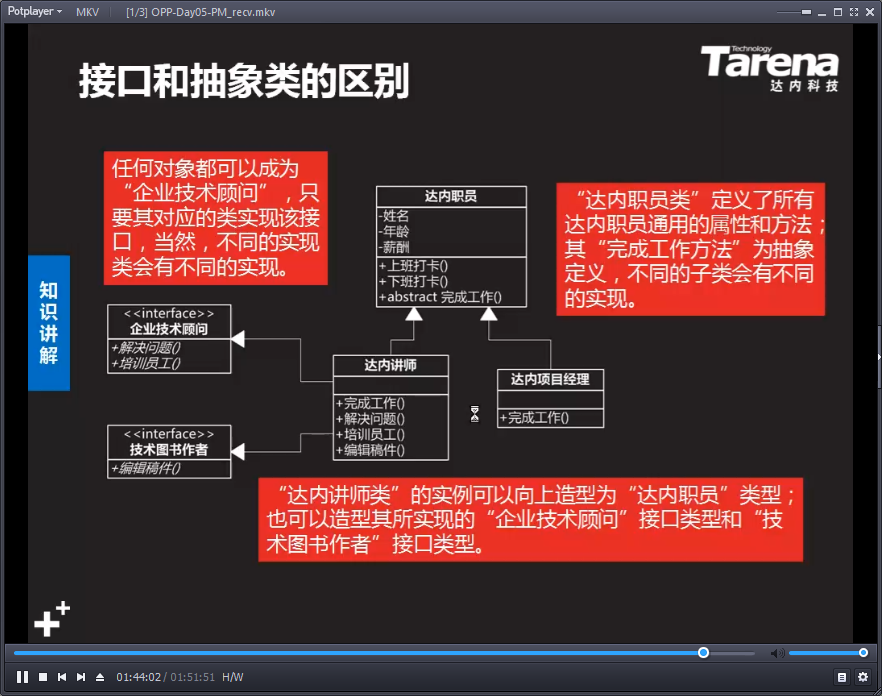 Potplayer MKV [1/3] OPP-Day05-PM_recv.mkv
接口和抽象类的区别
Technology
Tarena
达内科技
任何对象都可以成为
“企业技术顾问”，只
要其对应的类实现该接
口，当然，不同的实现
类会有不同的实现。
达内职员
-姓名
-年龄
-薪酬
+上班打卡()
+下班打卡()
+abstract 完成工作()
“达内职员类”定义了所有
达内职员通用的属性和方法；
其“完成工作方法”为抽象
定义，不同的子类会有不同
的实现。
知
识
讲
解
<<interface>>
企业技术顾问
+解决问题()
+培训员工()
达内讲师
+完成工作()
+解决问题()
+培训员工()
+编辑稿件()
达内项目经理
+完成工作()
<<interface>>
技术图书作者
+编辑稿件()
“达内讲师类”的实例可以向上造型为“达内职员”类型；
也可以造型其所实现的“企业技术顾问”接口类型和“技
术图书作者”接口类型。
01:44:02 / 01:51:51 H/W